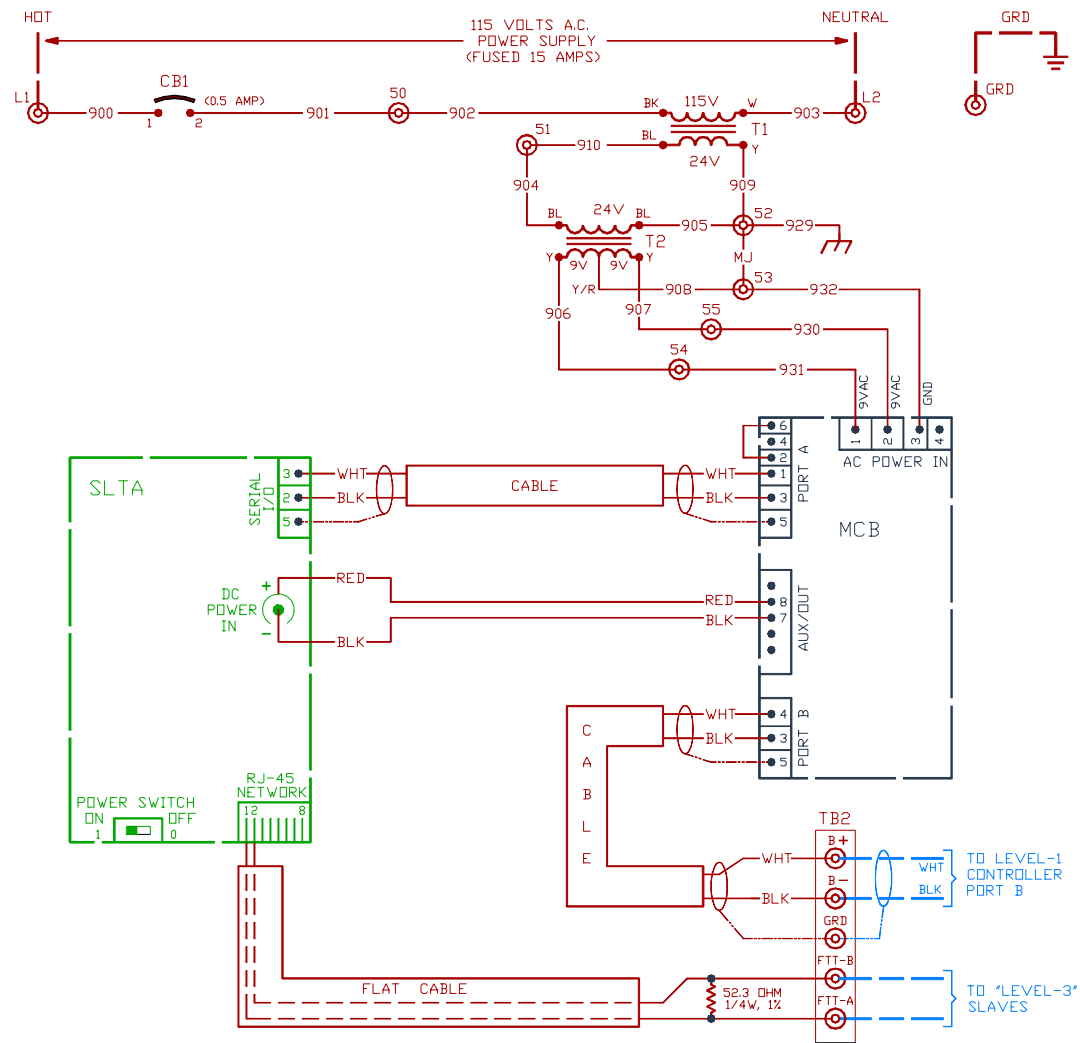 HOT
NEUTRAL
GRD
115 VOLTS A.C.
POWER SUPPLY
(FUSED 15 AMPS)
L1
CB1
(0.5 AMP)
50
BK
115V
W
L2
GRD
900
1
2
901
902
903
T1
51
BL
910
24V
Y
904
909
BL
24V
BL
905
52
929
T2
MJ
Y
9V
9V
Y
Y/R
908
53
932
906
907
55
930
54
931
9VAC
9VAC
GND
1
2
3
4
AC POWER IN
6
4
2
1
3
5
PORT A
MCB
SLTA
SERIAL
I/O
3
2
5
WHT
BLK
CABLE
WHT
BLK
DC
POWER
IN
+
-
RED
BLK
RED
BLK
8
7
AUX/OUT
CABLE
WHT
BLK
4
3
5
PORT B
RJ-45
NETWORK
12
8
POWER SWITCH
ON
OFF
1
0
TB2
B+
WHT
WHT
B-
BLK
BLK
GRD
TO LEVEL-1
CONTROLLER
PORT B
FTT-B
FTT-A
FLAT CABLE
52.3 OHM
1/4W, 1%
TO "LEVEL-3"
SLAVES